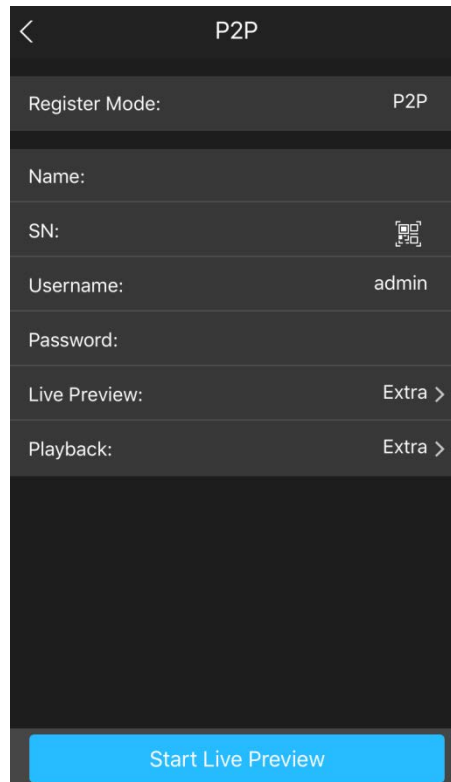 P2P
Register Mode: P2P
Name:
SN:
Username: admin
Password:
Live Preview: Extra
Playback: Extra
Start Live Preview